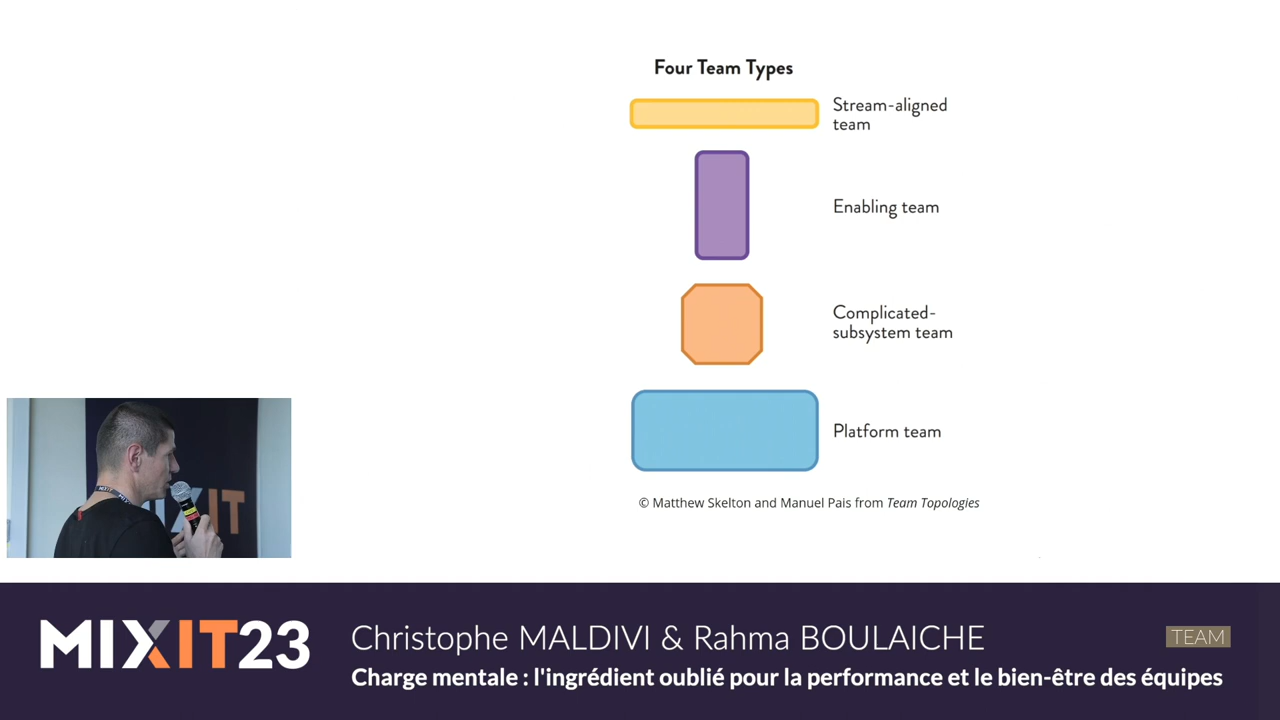 Four Team Types
Stream-aligned
team
Enabling team
Complicated-
subsystem team
Platform team
© Matthew Skelton and Manuel Pais from Team Topologies
MIXIT
MIXIT23
Christophe MALDIVI & Rahma BOULAICHE
TEAM
Charge mentale : l'ingrédient oublié pour la performance et le bien-être des équipes